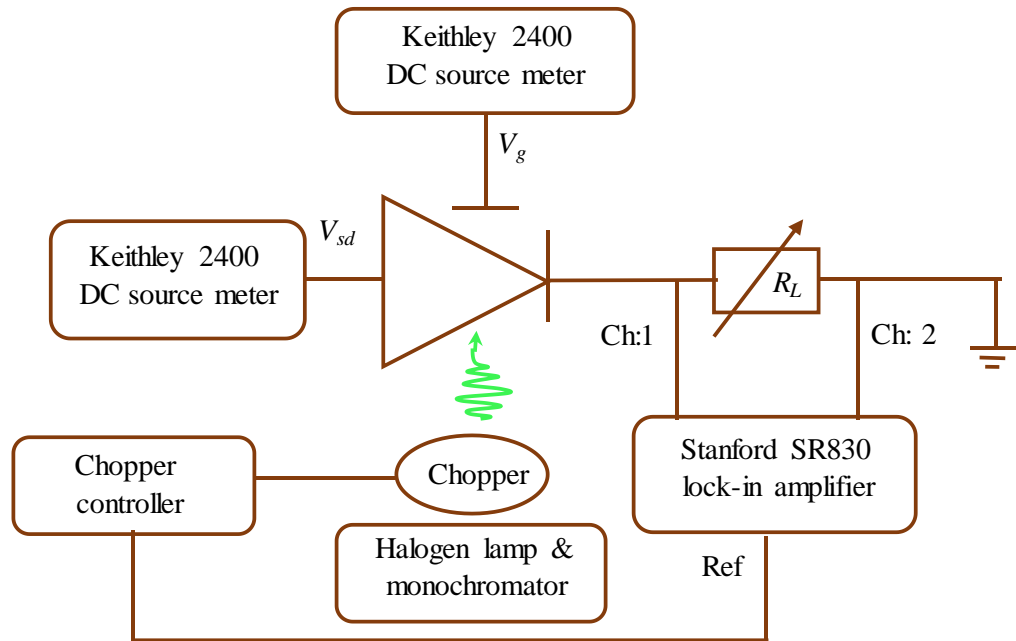 Keithley 2400
DC source meter
V_g
V_sd
Keithley 2400
DC source meter
R_L
Ch:1
Ch: 2
Chopper
controller
Chopper
Stanford SR830
lock-in amplifier
Halogen lamp &
monochromator
Ref